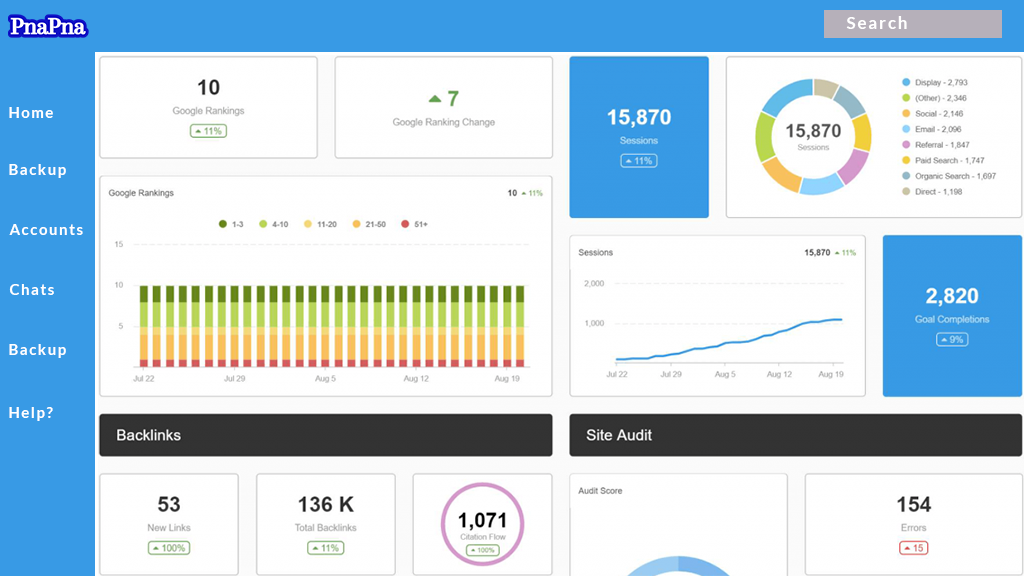 PnaPna
Search
Home
Backup
Accounts
Chats
Backup
Help?
10
Google Rankings
11%
7
Google Ranking Change
15,870
Sessions
11%
15,870
Sessions
Display - 2,793
(Other) - 2,346
Social - 2,146
Email - 2,096
Referral - 1,847
Paid Search - 1,747
Organic Search - 1,697
Direct - 1,198
Google Rankings
10 11%
1-3 4-10 11-20 21-50 51+
15
10
5
Jul 22 Jul 29 Aug 5 Aug 12 Aug 19
Sessions
15,870 11%
2,000
1,000
Jul 22 Jul 29 Aug 5 Aug 12 Aug 19
2,820
Goal Completions
9%
Backlinks
53
New Links
100%
136 K
Total Backlinks
11%
1,071
Citation Flow
100%
Site Audit
Audit Score
154
Errors
15